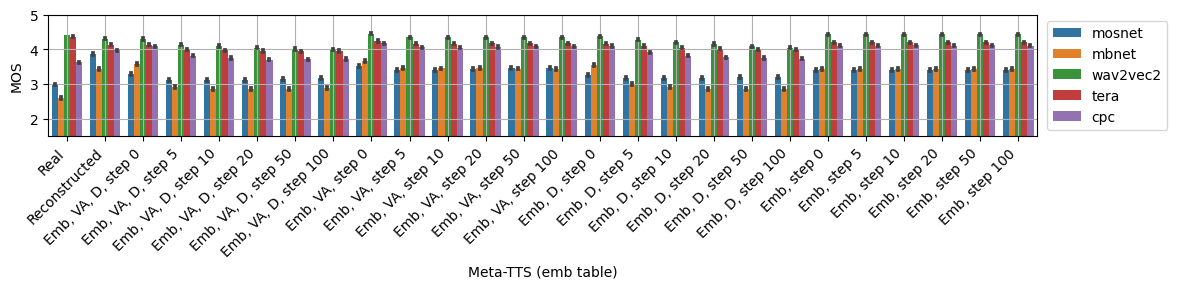 MOS
5
4
3
2
mosnet
mbnet
wav2vec2
tera
cpc
Real
Reconstructed
Emb, VA, D, step 0
Emb, VA, D, step 5
Emb, VA, D, step 10
Emb, VA, D, step 20
Emb, VA, D, step 50
Emb, VA, D, step 100
Emb, VA, step 0
Emb, VA, step 5
Emb, VA, step 10
Emb, VA, step 20
Emb, VA, step 50
Emb, VA, step 100
Emb, D, step 0
Emb, D, step 5
Emb, D, step 10
Emb, D, step 20
Emb, D, step 50
Emb, D, step 100
Emb, step 0
Emb, step 5
Emb, step 10
Emb, step 20
Emb, step 50
Emb, step 100
Meta-TTS (emb table)